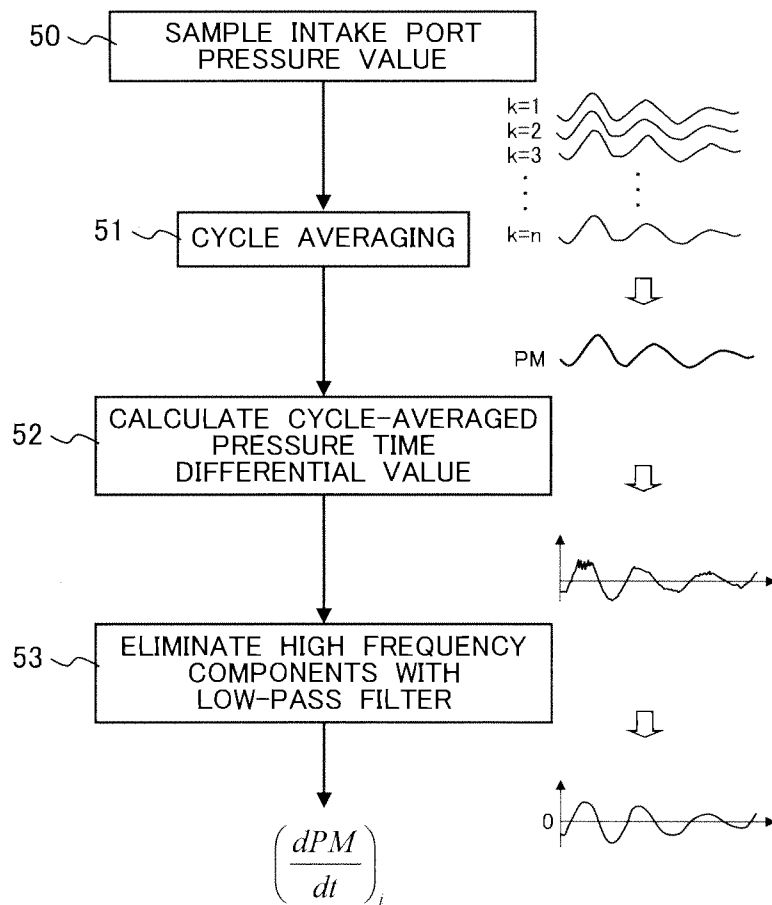 50
SAMPLE INTAKE PORT
PRESSURE VALUE
k=1
k=2
k=3
k=n
51
CYCLE AVERAGING
PM
52
CALCULATE CYCLE-AVERAGED
PRESSURE TIME
DIFFERENTIAL VALUE
53
ELIMINATE HIGH FREQUENCY
COMPONENTS WITH
LOW-PASS FILTER
0
(dPM/dt)i